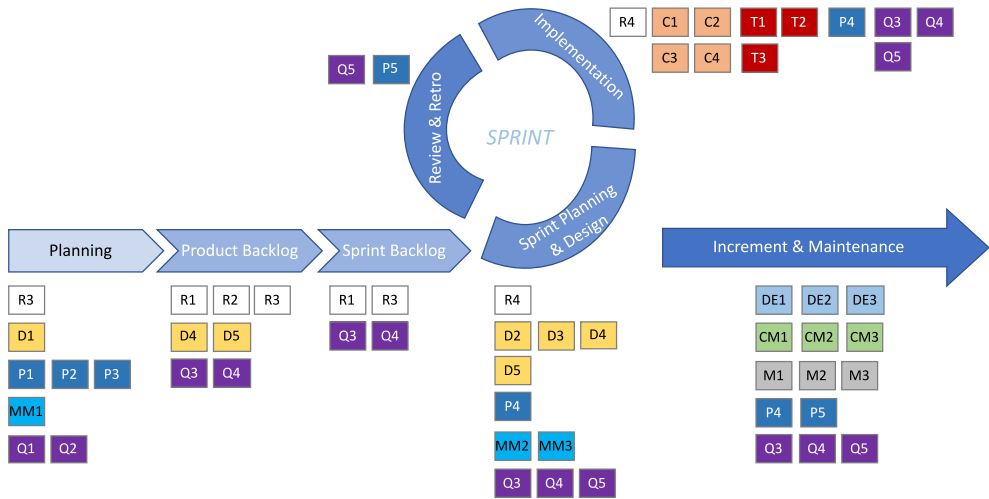 R4 C1 C2 T1 T2 P4 Q3 Q4
C3 C4 T3 Q5
Q5 P5
Implementation
Review & Retro
SPRINT
Sprint Planning
& Design
Planning
Product Backlog
Sprint Backlog
Increment & Maintenance
R3
D1
P1 P2 P3
MM1
Q1 Q2
R1 R2 R3
D4 D5
Q3 Q4
R1 R3
Q3 Q4
R4
D2 D3 D4
D5
P4
MM2 MM3
Q3 Q4 Q5
DE1 DE2 DE3
CM1 CM2 CM3
M1 M2 M3
P4 P5
Q3 Q4 Q5